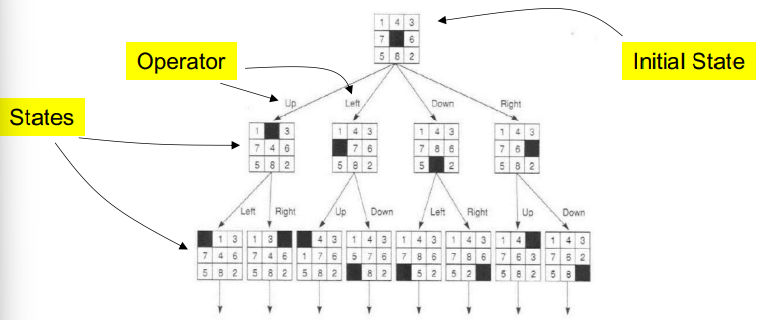 1 4 3
7 6
5 8 2
Operator
Initial State
States
Up
Left
Down
Right
1 3
7 4 6
5 8 2
1 4 3
7 6
5 8 2
1 4 3
7 8 6
5 2
1 4 3
7 6
5 8 2
Left
Right
Up
Down
Left
Right
Up
Down
1 3
7 4 6
5 8 2
1 3
7 4 6
5 8 2
4 3
1 7 6
5 8 2
1 4 3
5 7 6
8 2
1 4 3
7 8 6
5 2
1 4 3
7 8 6
5 2
1 4
7 6 3
5 8 2
1 4 3
7 6 2
5 8